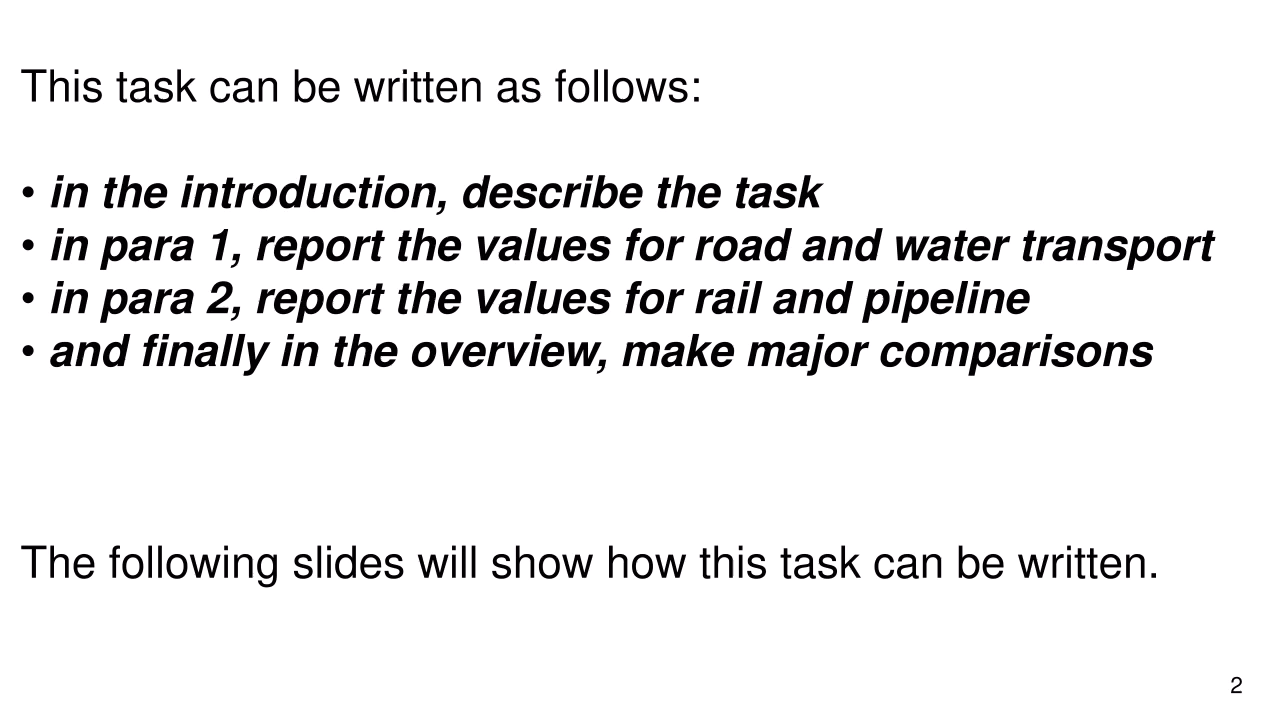 This task can be written as follows:
• in the introduction, describe the task
• in para 1, report the values for road and water transport
• in para 2, report the values for rail and pipeline
• and finally in the overview, make major comparisons
The following slides will show how this task can be written.
2